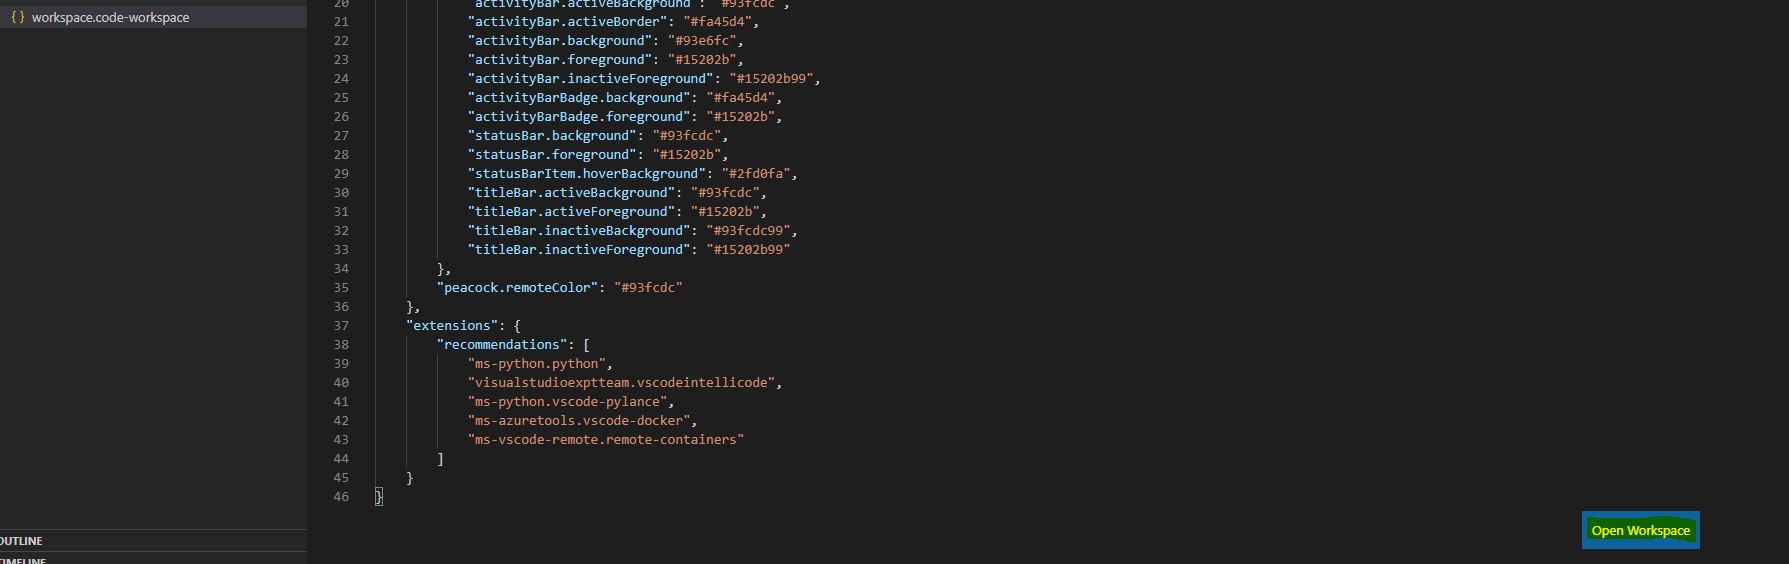 {} workspace.code-workspace
20 "activityBar.activeBackground": "#93fcdc",
21 "activityBar.activeBorder": "#fa45d4",
22 "activityBar.background": "#93e6fc",
23 "activityBar.foreground": "#15202b",
24 "activityBar.inactiveForeground": "#15202b99",
25 "activityBarBadge.background": "#fa45d4",
26 "activityBarBadge.foreground": "#15202b",
27 "statusBar.background": "#93fcdc",
28 "statusBar.foreground": "#15202b",
29 "statusBarItem.hoverBackground": "#2fd0fa",
30 "titleBar.activeBackground": "#93fcdc",
31 "titleBar.activeForeground": "#15202b",
32 "titleBar.inactiveBackground": "#93fcdc99",
33 "titleBar.inactiveForeground": "#15202b99"
34 },
35 "peacock.remoteColor": "#93fcdc"
36 },
37 "extensions": {
38 "recommendations": [
39 "ms-python.python",
40 "visualstudioexptteam.vscodeintellicode",
41 "ms-python.vscode-pylance",
42 "ms-azuretools.vscode-docker",
43 "ms-vscode-remote.remote-containers"
44 ]
45 }
46 }
Open Workspace
OUTLINE
TIMELINE